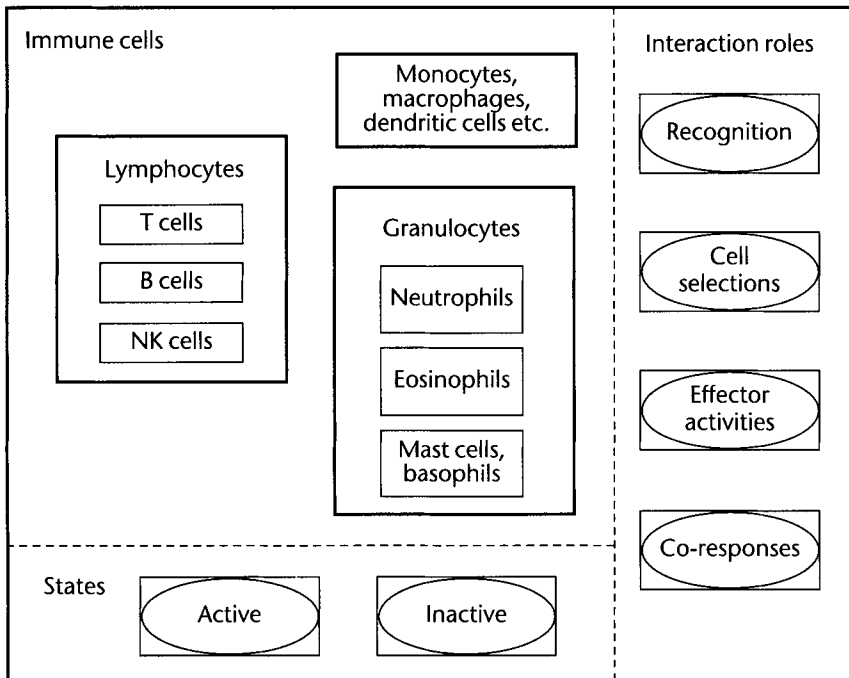 Immune cells
Monocytes,
macrophages,
dendritic cells etc.
Lymphocytes
T cells
B cells
NK cells
Granulocytes
Neutrophils
Eosinophils
Mast cells,
basophils
States
Active
Inactive
Interaction roles
Recognition
Cell
selections
Effector
activities
Co-responses